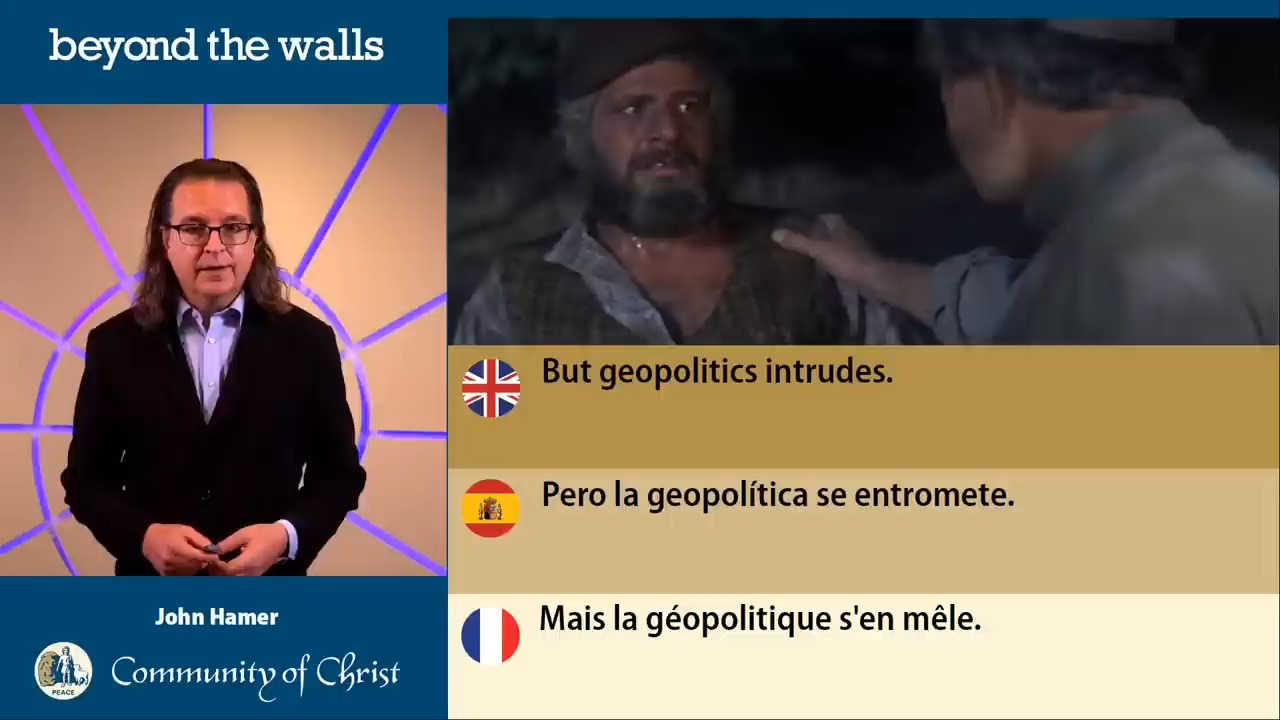 beyond the walls
But geopolitics intrudes.
Pero la geopolítica se entromete.
Mais la géopolitique s'en mêle.
John Hamer
PEACE
Community of Christ